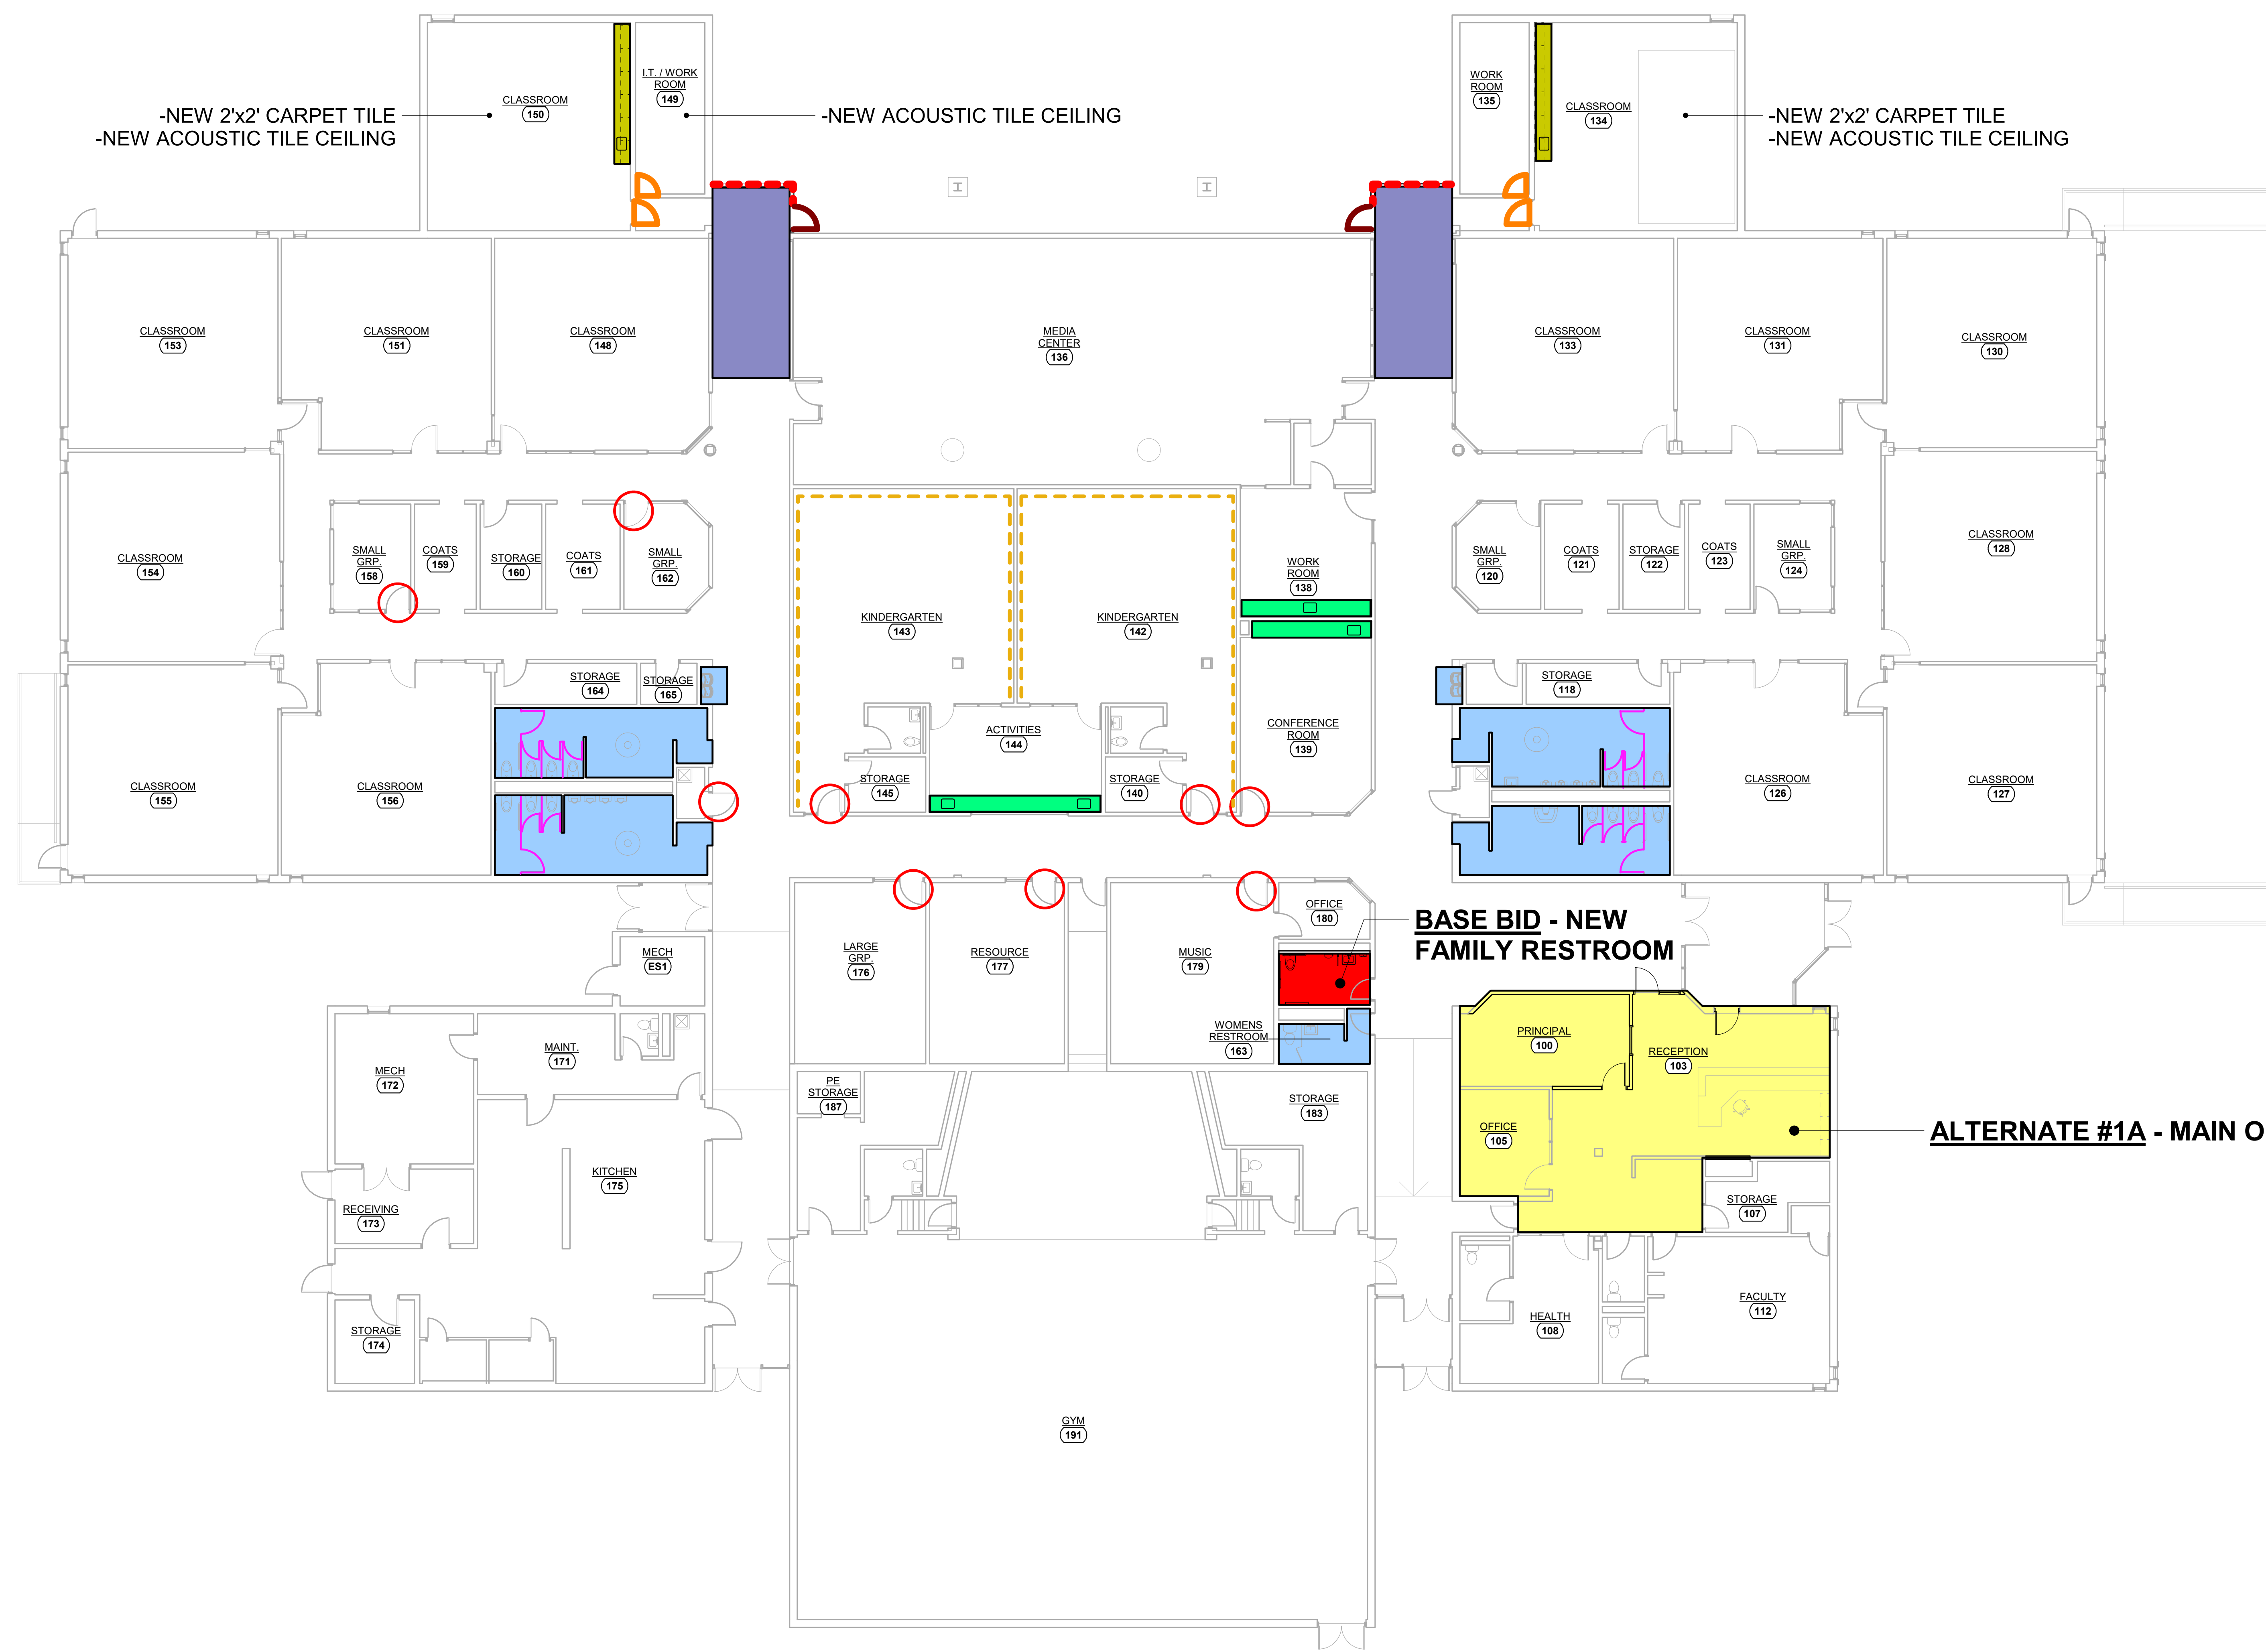 I.T. / WORK
ROOM
149
CLASSROOM
150
-NEW 2'x2' CARPET TILE
-NEW ACOUSTIC TILE CEILING
-NEW ACOUSTIC TILE CEILING
WORK
ROOM
135
CLASSROOM
134
-NEW 2'x2' CARPET TILE
-NEW ACOUSTIC TILE CEILING
CLASSROOM
153
CLASSROOM
151
CLASSROOM
148
MEDIA
CENTER
136
CLASSROOM
133
CLASSROOM
131
CLASSROOM
130
CLASSROOM
154
SMALL
GRP.
158
COATS
159
STORAGE
160
COATS
161
SMALL
GRP.
162
KINDERGARTEN
143
KINDERGARTEN
142
WORK
ROOM
138
SMALL
GRP.
120
COATS
121
STORAGE
122
COATS
123
SMALL
GRP.
124
CLASSROOM
128
STORAGE
164
STORAGE
165
STORAGE
118
ACTIVITIES
144
CONFERENCE
ROOM
139
CLASSROOM
155
CLASSROOM
156
STORAGE
145
STORAGE
140
CLASSROOM
126
CLASSROOM
127
OFFICE
180
BASE BID - NEW
FAMILY RESTROOM
MECH
ES1
LARGE
GRP.
176
RESOURCE
177
MUSIC
179
WOMENS
RESTROOM
163
PRINCIPAL
100
RECEPTION
103
MAINT.
171
MECH
172
PE
STORAGE
187
STORAGE
183
OFFICE
105
ALTERNATE #1A - MAIN O
KITCHEN
175
RECEIVING
173
STORAGE
107
STORAGE
174
HEALTH
108
FACULTY
112
GYM
191